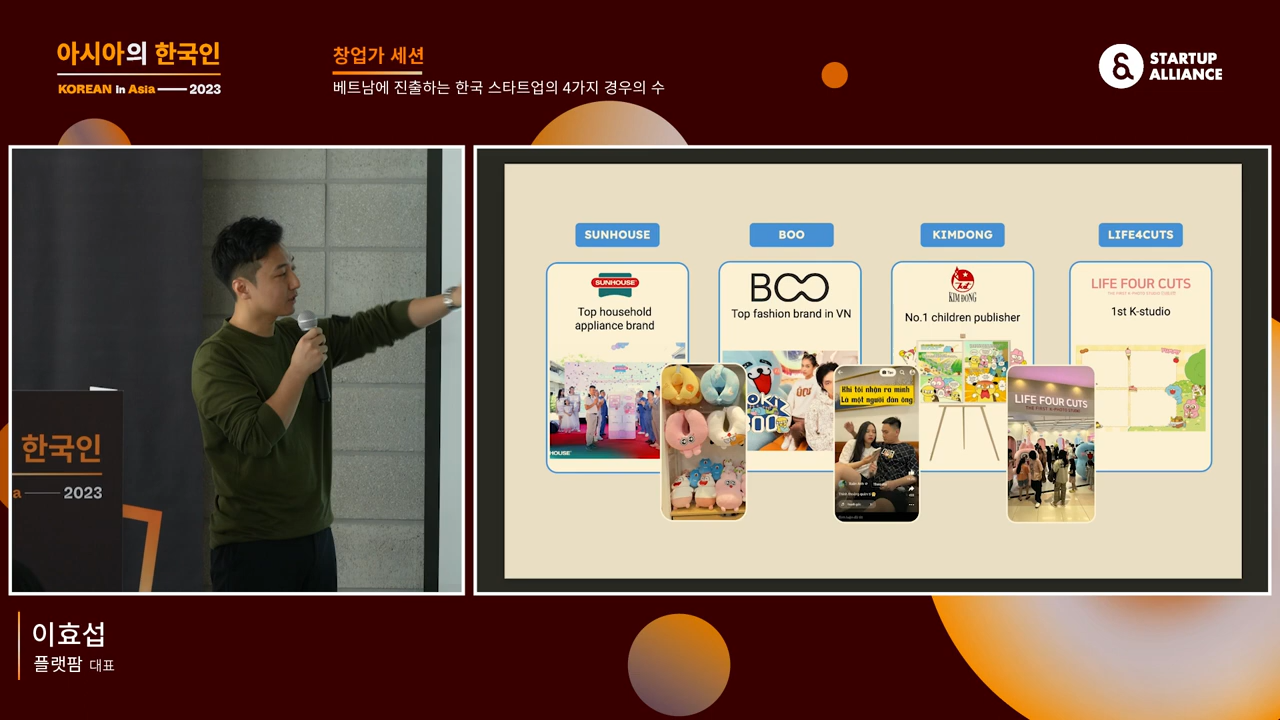 아시아의 한국인
KOREAN in Asia 2023
창업가 세션
베트남에 진출하는 한국 스타트업의 4가지 경우의 수
STARTUP
ALLIANCE
한국인
a 2023
SUNHOUSE
SUNHOUSE
Top household
appliance brand
HOUSE
BOO
BOO
Top fashion brand in VN
BOO
KIMDONG
KIM ĐỒNG
No.1 children publisher
Khi tôi nhận ra mình
Là một người đàn ông
LIFE4CUTS
LIFE FOUR CUTS
1st K-studio
LIFE FOUR CUTS
이효섭
플랫팜 대표